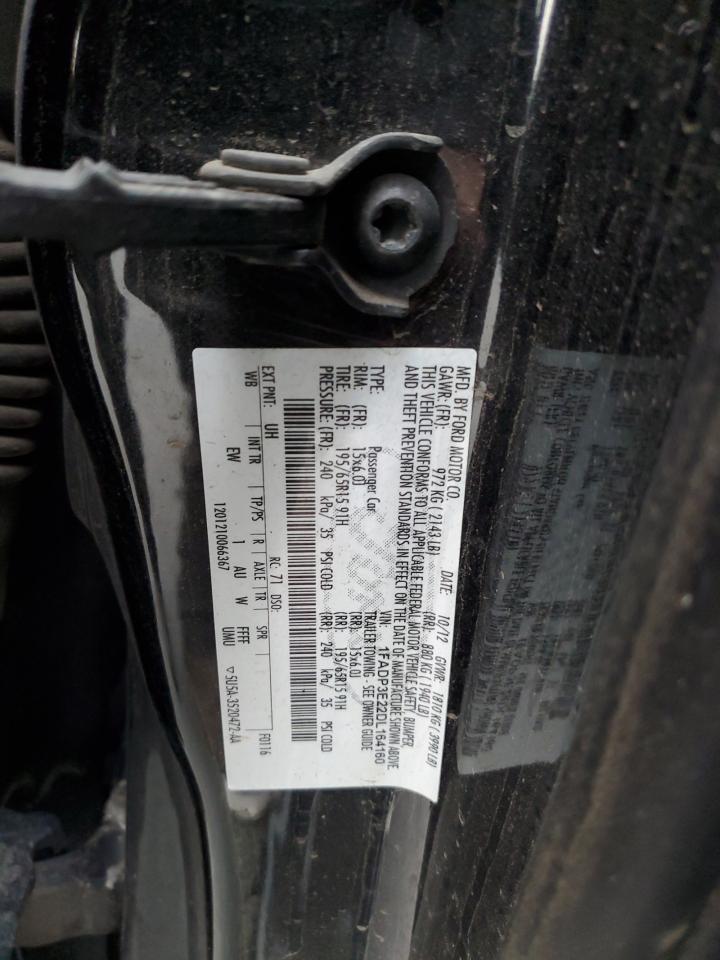 MFD. BY FORD MOTOR CO. DATE: 10/12 GVWR: 1810 KG ( 3990 LB)
GAWR: (FR): 972 KG ( 2143 LB) (RR): 880 KG ( 1940 LB)
THIS VEHICLE CONFORMS TO ALL APPLICABLE FEDERAL MOTOR VEHICLE SAFETY, BUMPER,
AND THEFT PREVENTION STANDARDS IN EFFECT ON THE DATE OF MANUFACTURE SHOWN ABOVE
VIN: 1FADP3E22DL164160
TYPE: Passenger Car TRAILER TOWING - SEE OWNER GUIDE
RIM: (FR): 15x6.0J (RR): 15x6.0J
TIRE: (FR): 195/65R15 91H (RR): 195/65R15 91H
PRESSURE: (FR): 240 kPa/ 35 PSI COLD (RR): 240 kPa/ 35 PSI COLD
EXT PNT: UH RC: 71 DSO: F0116
WB INT TR TP/PS R AXLE TR SPR
EW 1 AU W FFFF
1201210066367 UMU ▽ 5U5A-3520472-AA